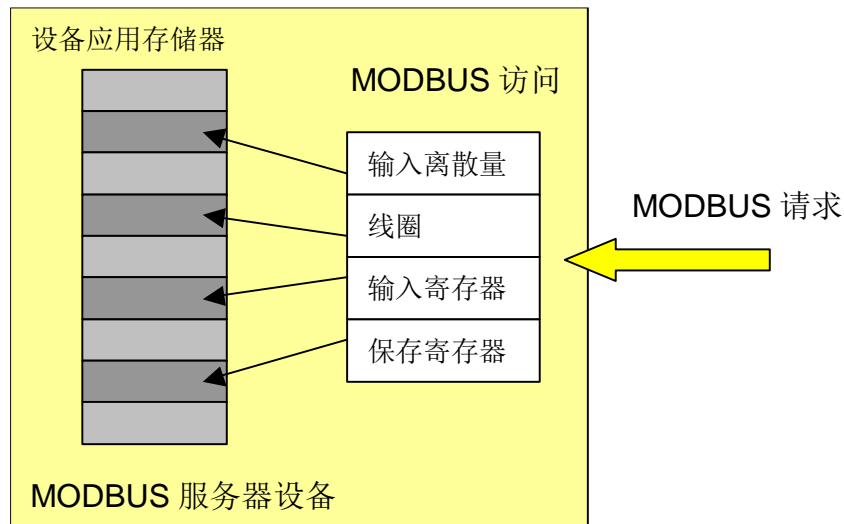 设备应用存储器
MODBUS 访问
输入离散量
线圈
输入寄存器
保存寄存器
MODBUS 请求
MODBUS 服务器设备